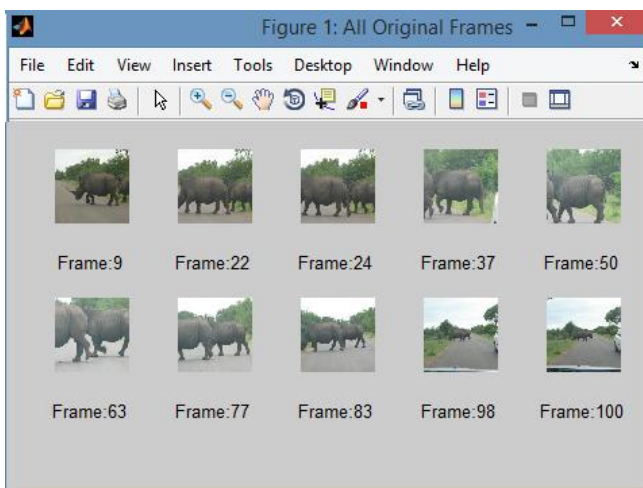 Figure 1: All Original Frames
File Edit View Insert Tools Desktop Window Help
Frame:9 Frame:22 Frame:24 Frame:37 Frame:50
Frame:63 Frame:77 Frame:83 Frame:98 Frame:100